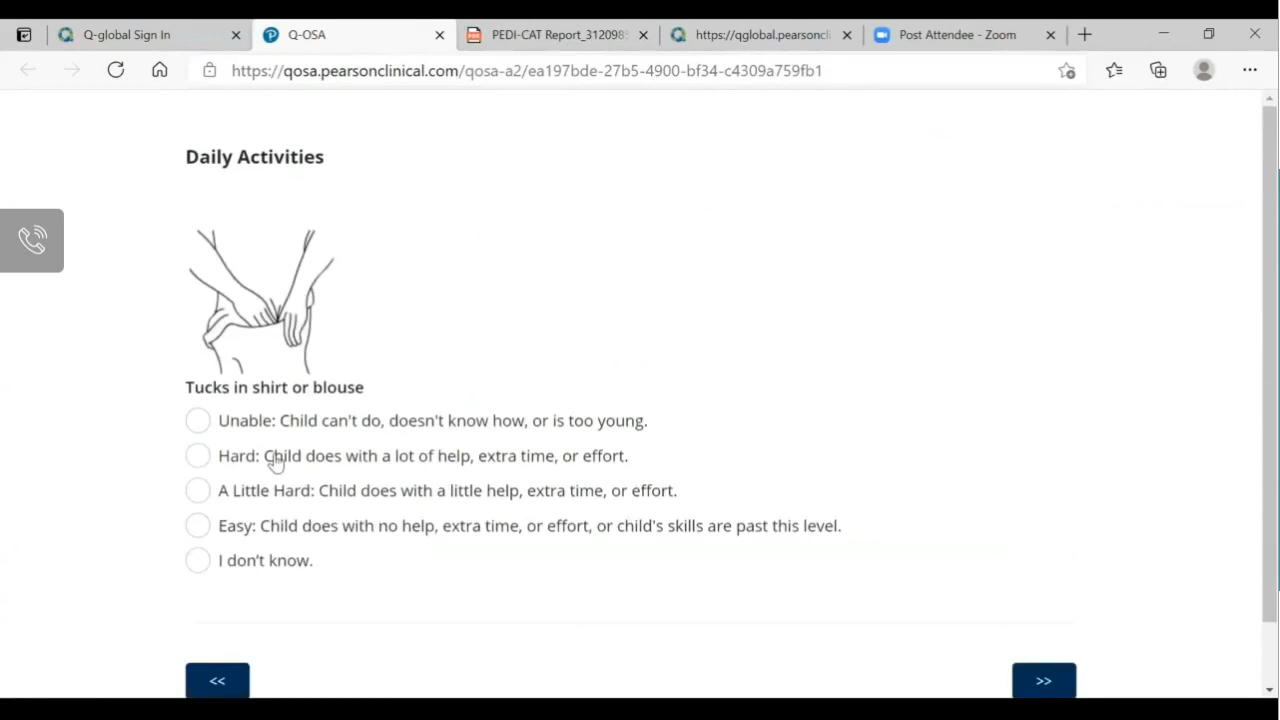 Q-global Sign In
Q-OSA
PEDI-CAT Report_312098
https://qglobal.pearsoncli
Post Attendee - Zoom
https://qosa.pearsonclinical.com/qosa-a2/ea197bde-27b5-4900-bf34-c4309a759fb1
Daily Activities
Tucks in shirt or blouse
Unable: Child can't do, doesn't know how, or is too young.
Hard: Child does with a lot of help, extra time, or effort.
A Little Hard: Child does with a little help, extra time, or effort.
Easy: Child does with no help, extra time, or effort, or child's skills are past this level.
I don't know.
<<
>>